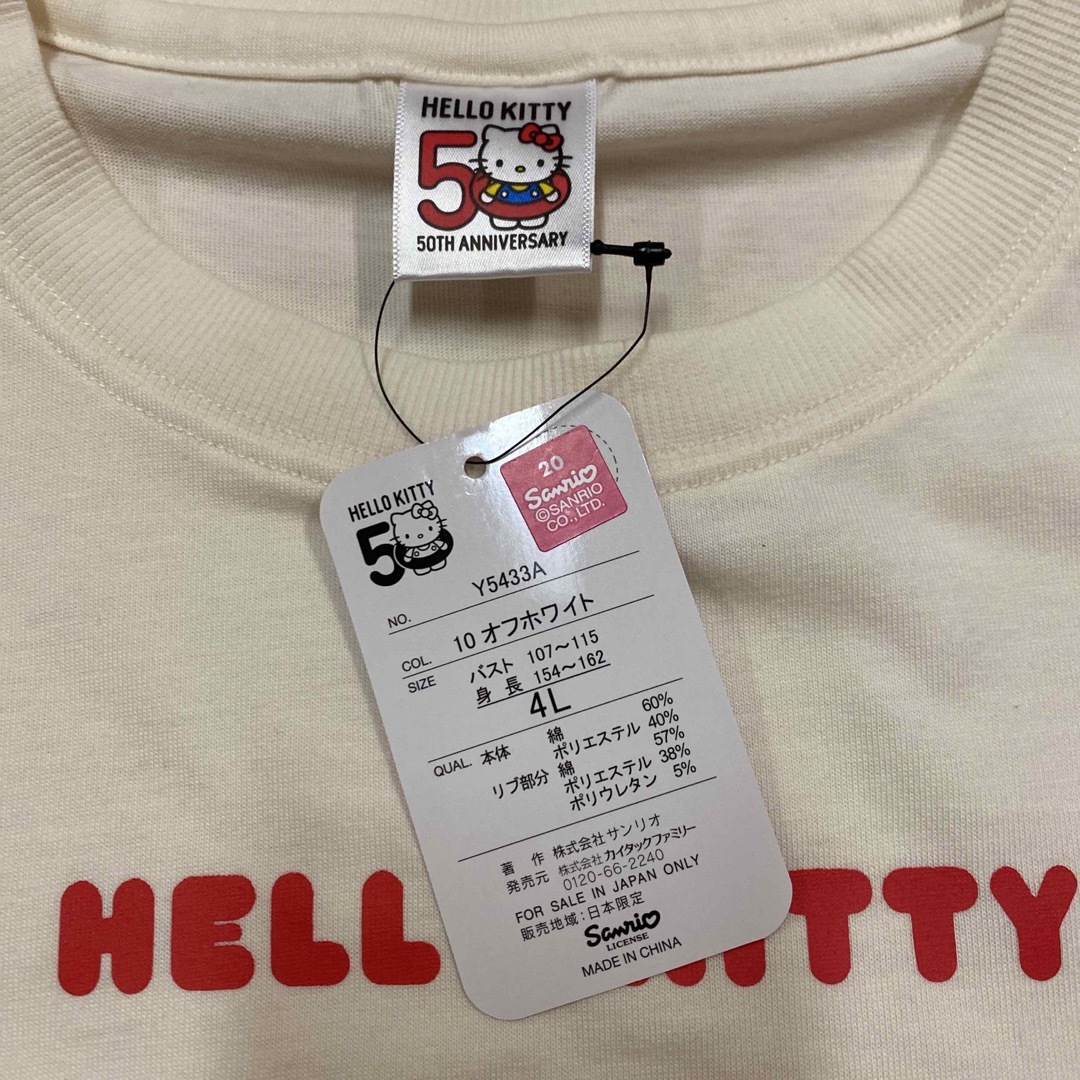 HELLO KITTY
50
50TH ANNIVERSARY
20
Sanrio
©SANRIO
CO., LTD.
HELLO KITTY
50
NO. Y5433A
COL. 10 オフホワイト
SIZE バスト 107～115
身長 154～162
4L
QUAL. 本体 綿 60%
ポリエステル 40%
リブ部分 綿 57%
ポリエステル 38%
ポリウレタン 5%
著作 株式会社サンリオ
発売元 株式会社カイタックファミリー
0120-66-2240
FOR SALE IN JAPAN ONLY
販売地域:日本限定
Sanrio
LICENSE
MADE IN CHINA
HELL ITTY